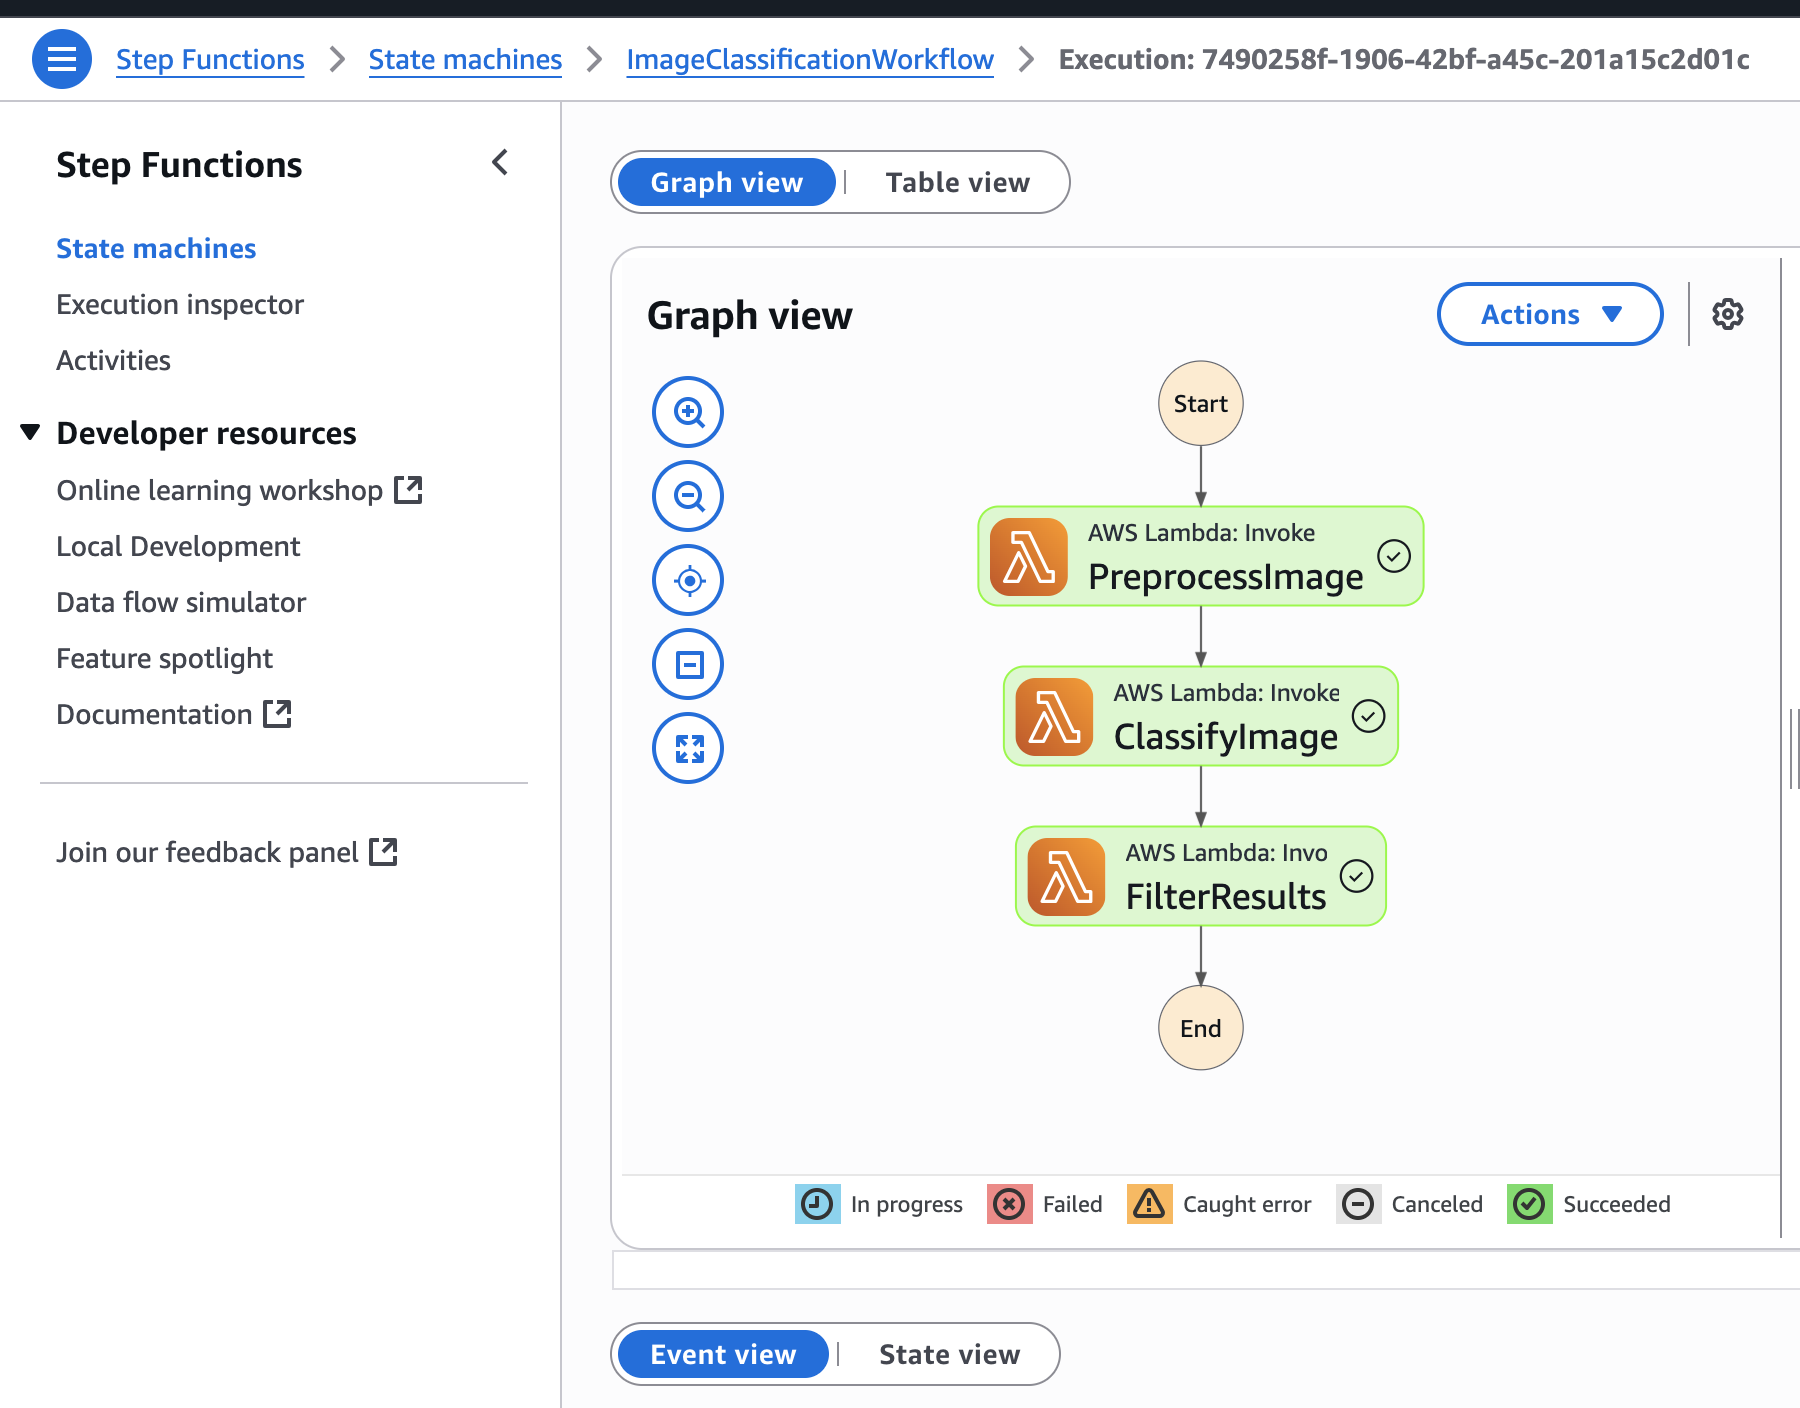 Step Functions
State machines
ImageClassificationWorkflow
Execution: 7490258f-1906-42bf-a45c-201a15c2d01c
Step Functions
State machines
Execution inspector
Activities
Developer resources
Online learning workshop
Local Development
Data flow simulator
Feature spotlight
Documentation
Join our feedback panel
Graph view
Table view
Graph view
Actions
Start
AWS Lambda: Invoke
PreprocessImage
AWS Lambda: Invoke
ClassifyImage
AWS Lambda: Invo
FilterResults
End
In progress
Failed
Caught error
Canceled
Succeeded
Event view
State view